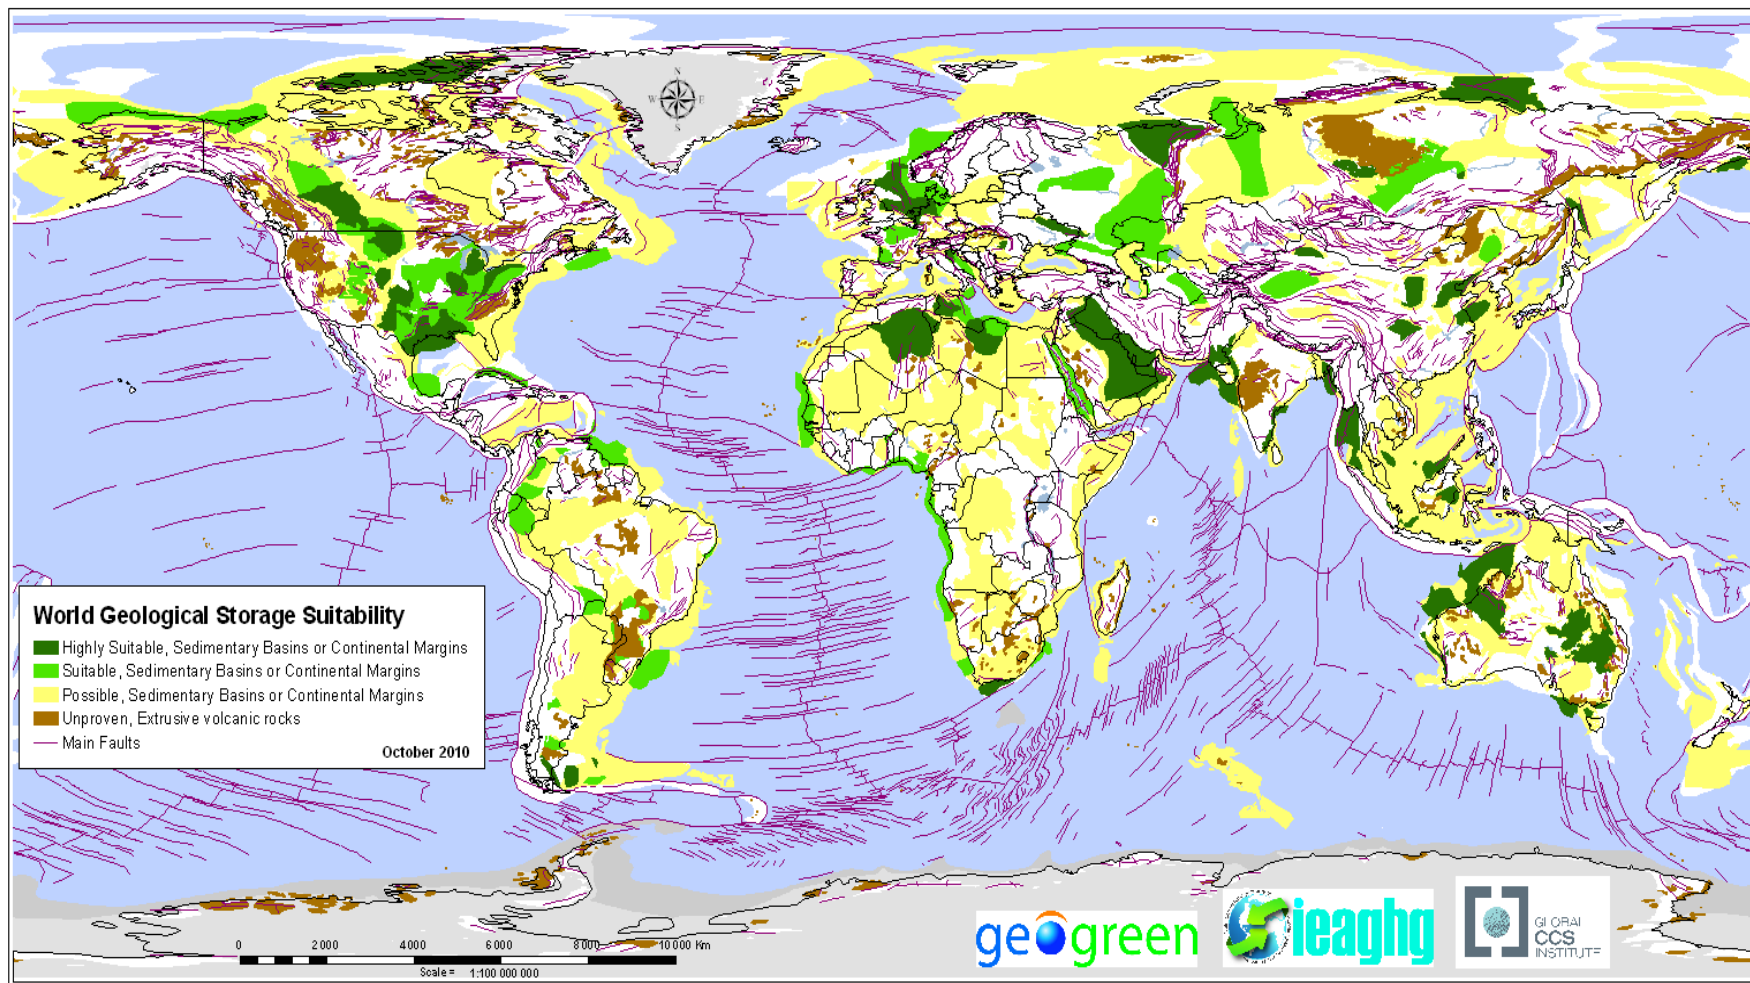 N
W E
S
World Geological Storage Suitability
Highly Suitable, Sedimentary Basins or Continental Margins
Suitable, Sedimentary Basins or Continental Margins
Possible, Sedimentary Basins or Continental Margins
Unproven, Extrusive volcanic rocks
Main Faults
October 2010
0 2000 4000 6000 8000 10000 Km
Scale = 1:100 000 000
geogreen
ieaghg
GLOBAL
CCS
INSTITUTE